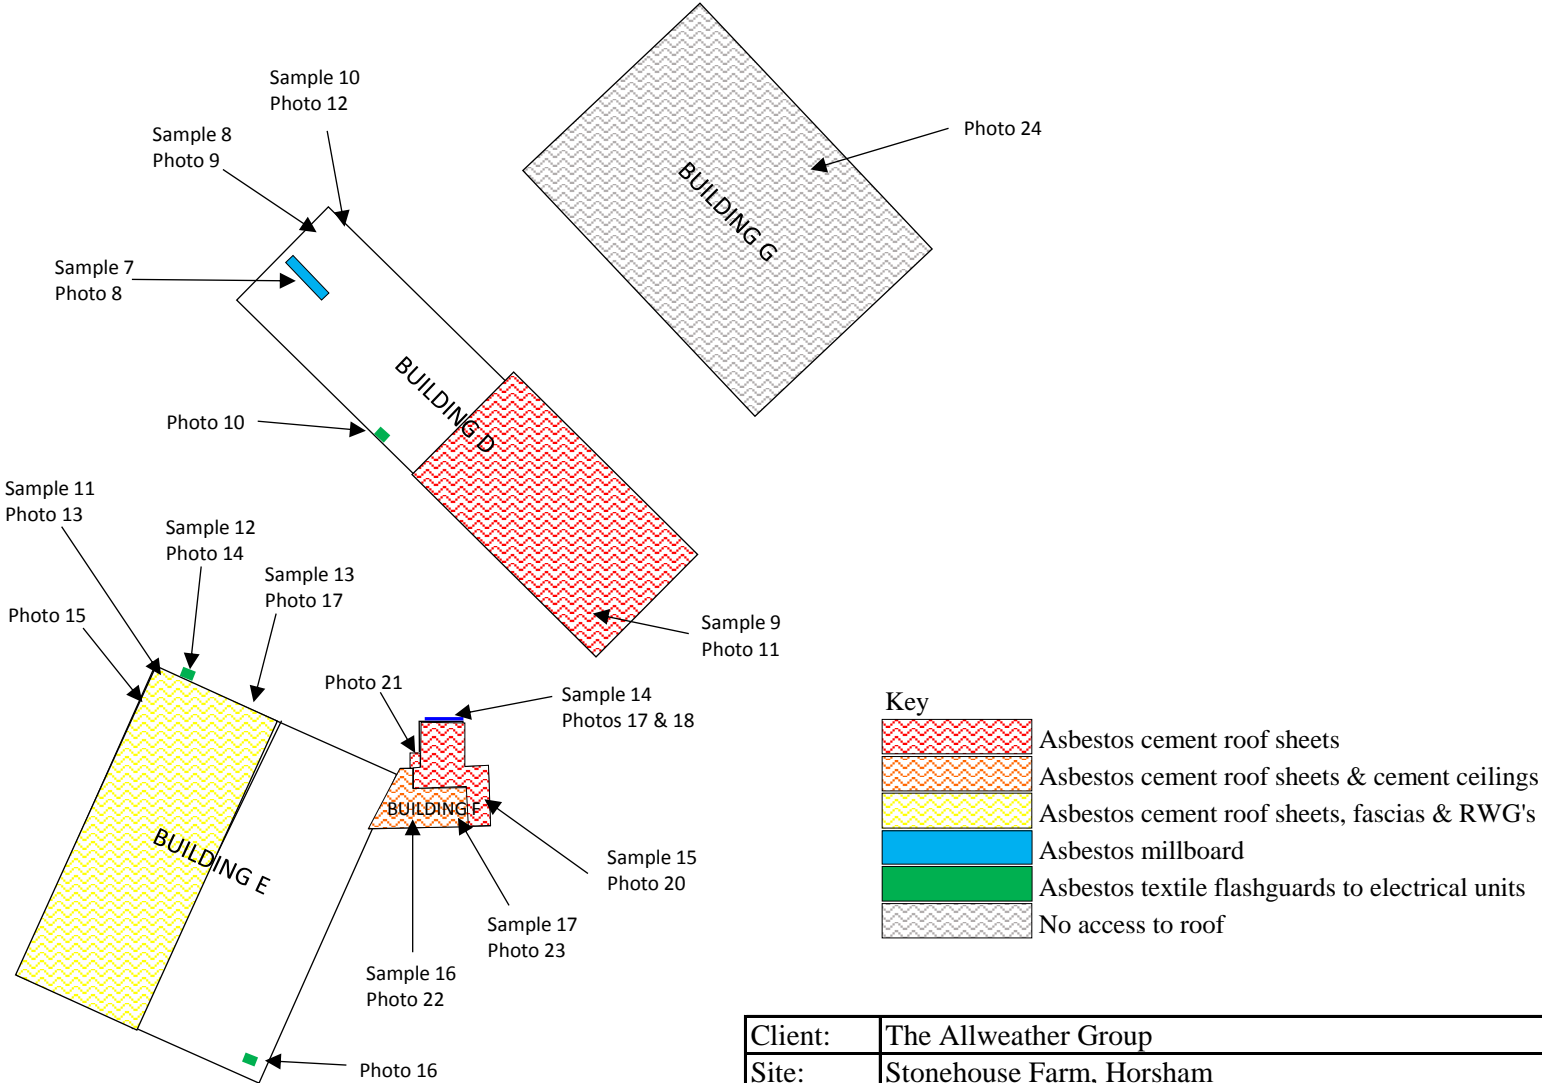 Sample 10
Photo 12
Sample 8
Photo 9
Photo 24
BUILDING G
Sample 7
Photo 8
BUILDING D
Photo 10
Sample 11
Photo 13
Sample 12
Photo 14
Sample 13
Photo 17
Photo 15
Sample 9
Photo 11
Photo 21
Sample 14
Photos 17 & 18
BUILDING F
BUILDING E
Sample 15
Photo 20
Sample 17
Photo 23
Sample 16
Photo 22
Photo 16
Key
Asbestos cement roof sheets
Asbestos cement roof sheets & cement ceilings
Asbestos cement roof sheets, fascias & RWG's
Asbestos millboard
Asbestos textile flashguards to electrical units
No access to roof
Client: The Allweather Group
Site: Stonehouse Farm, Horsham